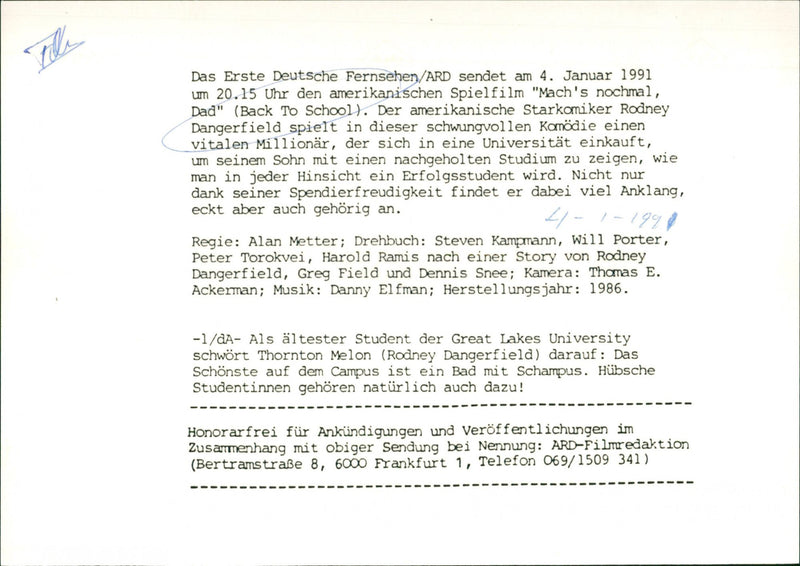 Das Erste Deutsche Fernsehen/ARD sendet am 4. Januar 1991
um 20.15 Uhr den amerikanischen Spielfilm "Mach's nochmal,
Dad" (Back To School). Der amerikanische Starkomiker Rodney
Dangerfield spielt in dieser schwungvollen Komödie einen
vitalen Millionär, der sich in eine Universität einkauft,
um seinem Sohn mit einen nachgeholten Studium zu zeigen, wie
man in jeder Hinsicht ein Erfolgsstudent wird. Nicht nur
dank seiner Spendierfreudigkeit findet er dabei viel Anklang,
eckt aber auch gehörig an.
4-1-1991
Regie: Alan Metter; Drehbuch: Steven Kampmann, Will Porter,
Peter Torokvei, Harold Ramis nach einer Story von Rodney
Dangerfield, Greg Field und Dennis Snee; Kamera: Thomas E.
Ackerman; Musik: Danny Elfman; Herstellungsjahr: 1986.
-1/dA- Als ältester Student der Great Lakes University
schwört Thornton Melon (Rodney Dangerfield) darauf: Das
Schönste auf dem Campus ist ein Bad mit Schampus. Hübsche
Studentinnen gehören natürlich auch dazu!
Honorarfrei für Ankündigungen und Veröffentlichungen im
Zusammenhang mit obiger Sendung bei Nennung: ARD-Filmredaktion
(Bertramstraße 8, 6000 Frankfurt 1, Telefon 069/1509 341)